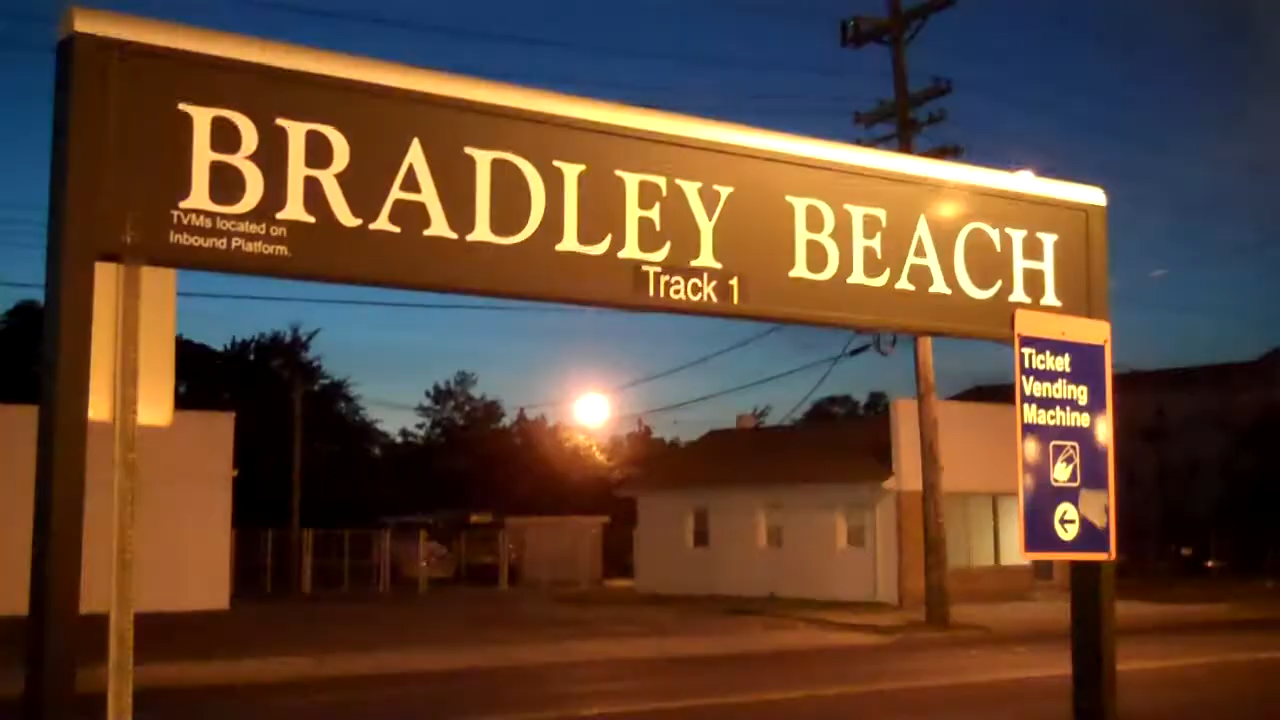 BRADLEY BEACH
TVMs located on
Inbound Platform.
Track 1
Ticket
Vending
Machine